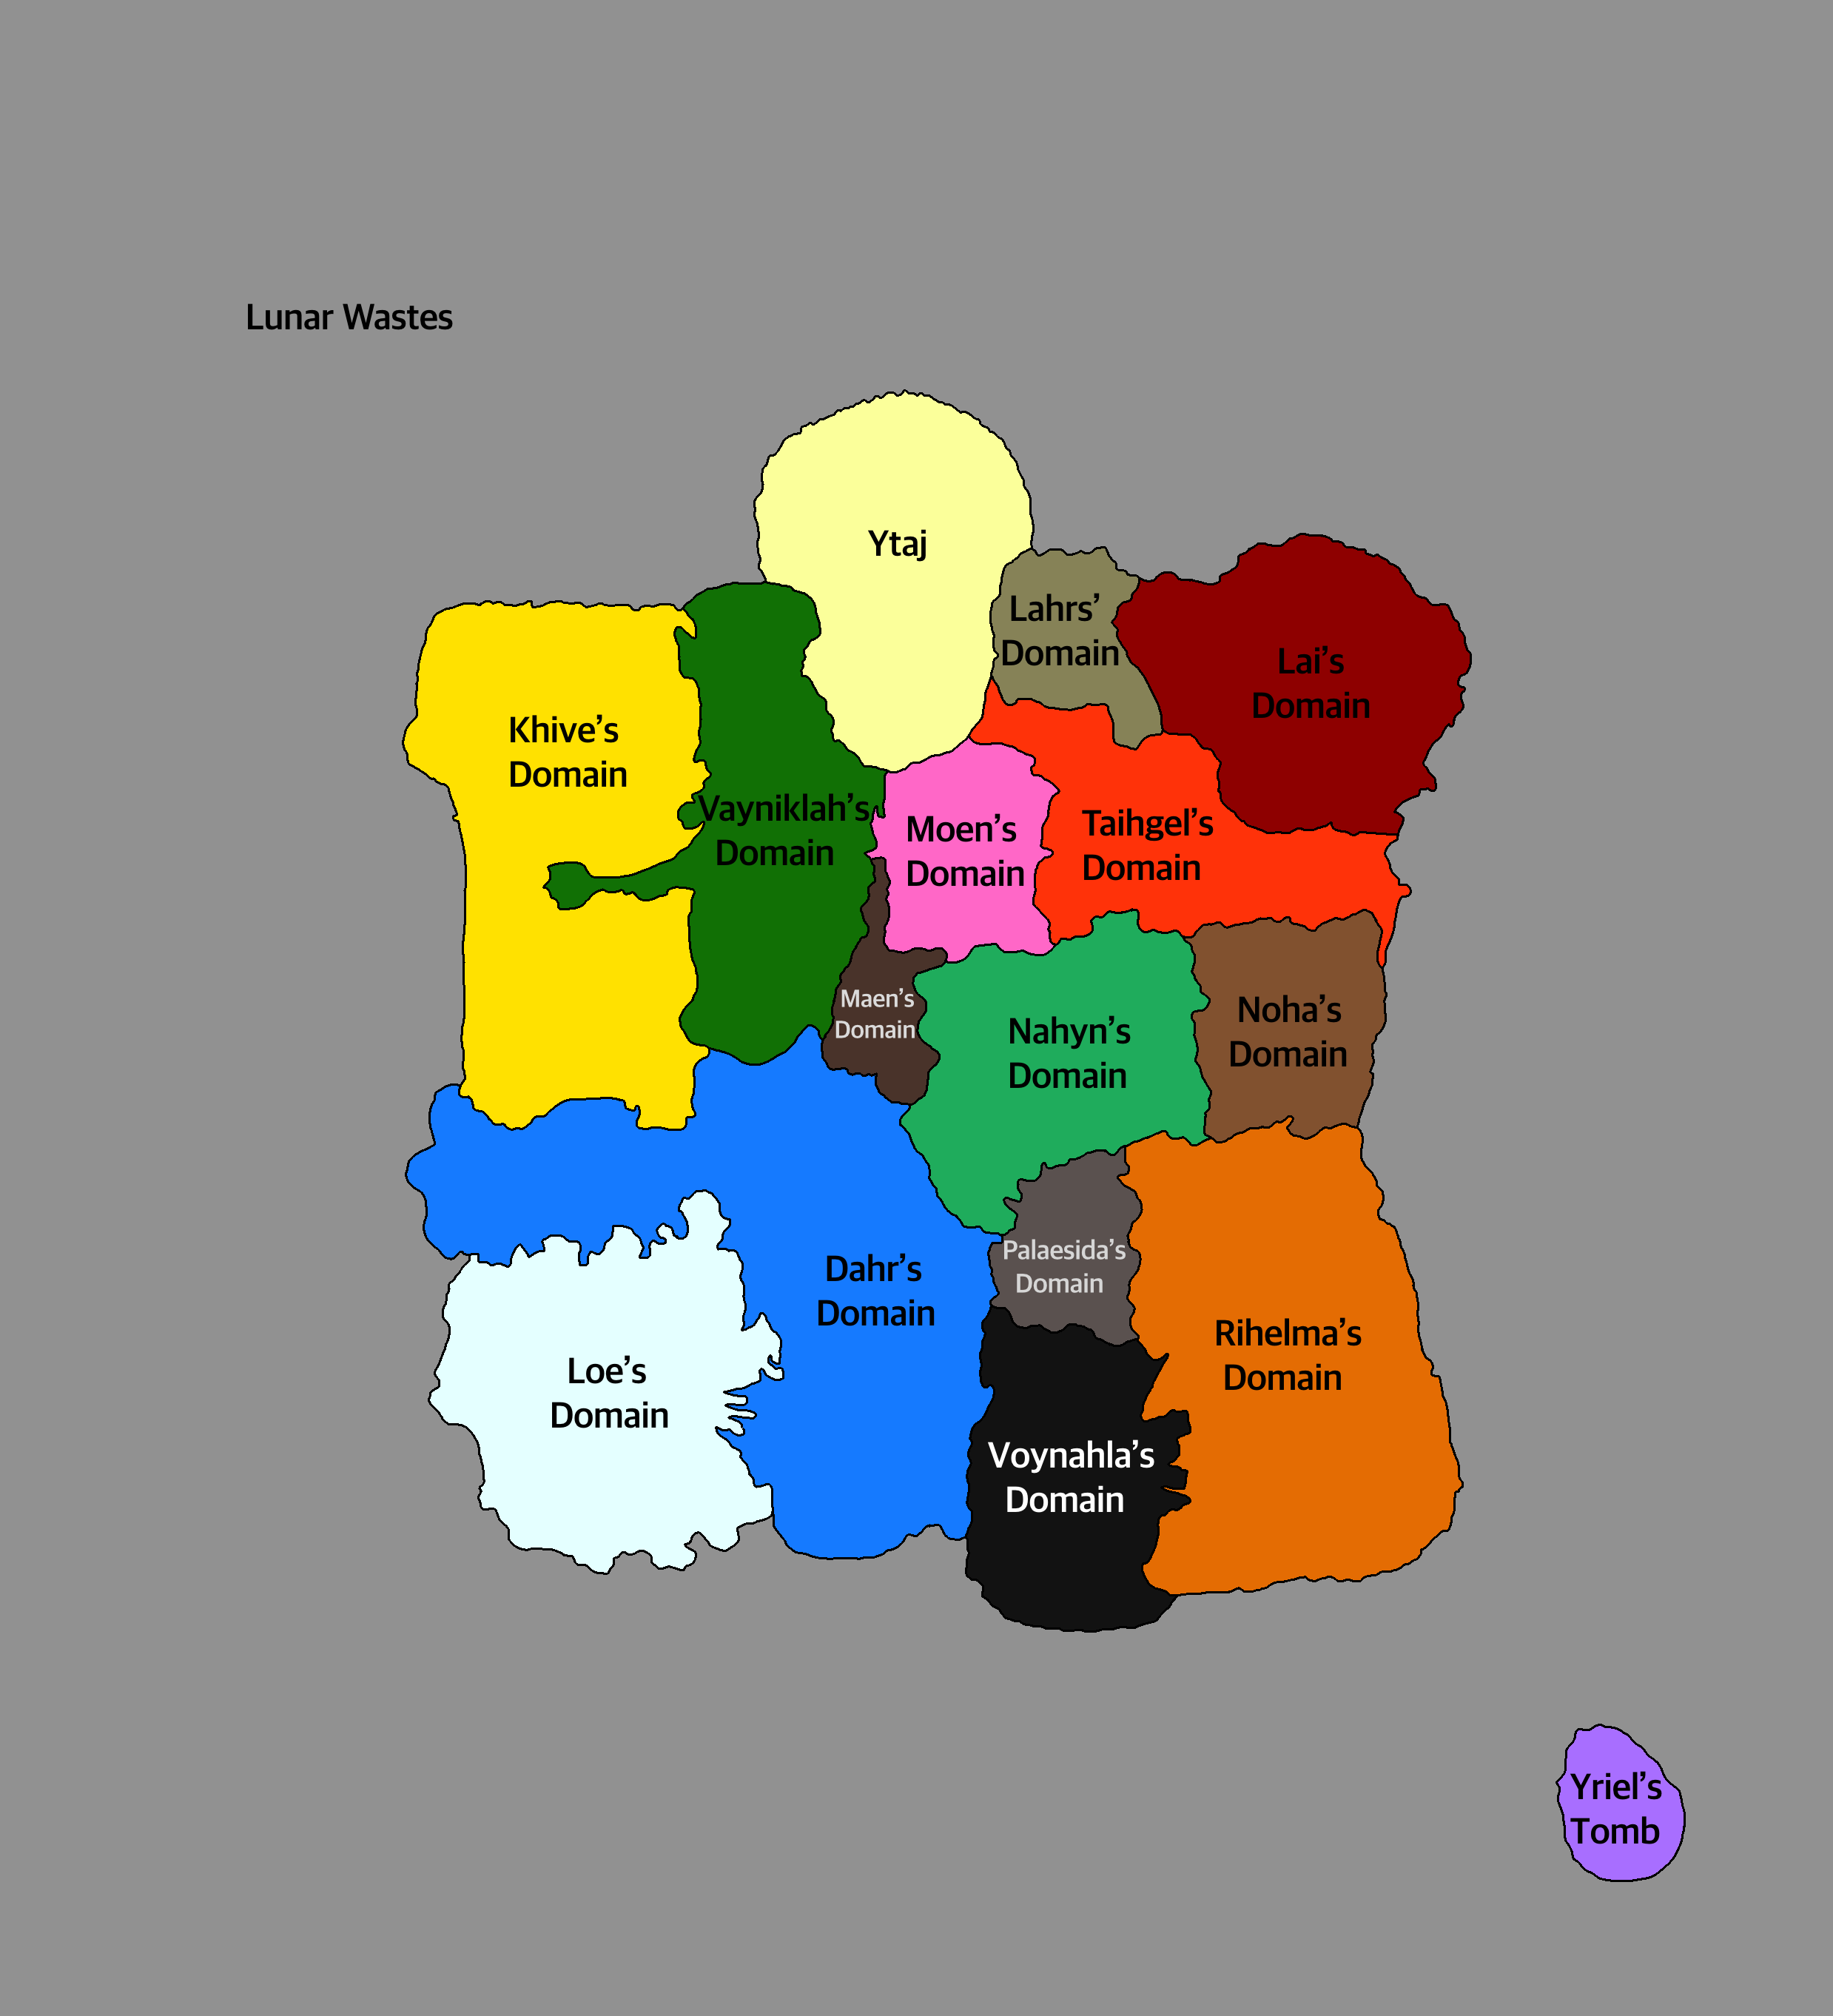 Lunar Wastes
Ytaj
Lahrs’
Domain
Lai’s
Domain
Khive’s
Domain
Vayniklah’s
Domain
Moen’s
Domain
Taihgel’s
Domain
Maen’s
Domain
Nahyn’s
Domain
Noha’s
Domain
Palaesida’s
Domain
Dahr’s
Domain
Rihelma’s
Domain
Loe’s
Domain
Voynahla’s
Domain
Yriel’s
Tomb